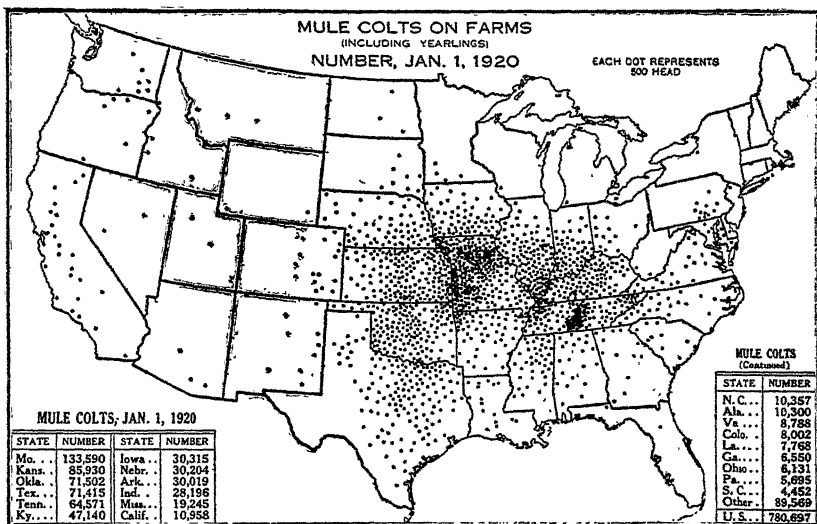 MULE COLTS ON FARMS
(INCLUDING YEARLINGS)
NUMBER, JAN. 1, 1920
EACH DOT REPRESENTS
500 HEAD
MULE COLTS, JAN. 1, 1920
STATE NUMBER STATE NUMBER
Mo... 133,590 Iowa.. 30,315
Kans.. 85,930 Nebr. 30,204
Okla.. 71,502 Ark.. 30,019
Tex... 71,415 Ind. . 28,196
Tenn. 64,571 Miss.. 19,245
Ky.... 47,140 Calif. . 10,958
MULE COLTS
(Continued)
STATE NUMBER
N. C... 10,357
Ala.... 10,300
Va .... 8,788
Colo.. 8,002
La.... 7,768
Ga.... 6,550
Ohio.. 6,131
Pa.... 5,695
S. C... 4,452
Other. 89,569
U. S... 780,697